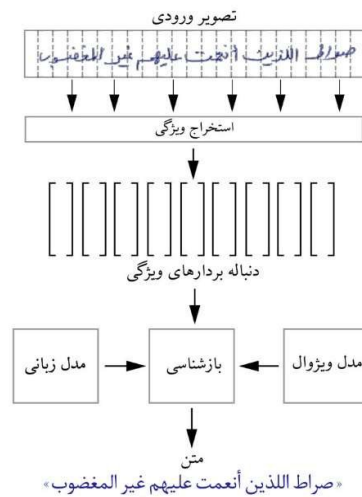 تصویر ورودی
صراط اللذین أنعمت علیهم غیر المغضوب
استخراج ویژگی
دنباله بردارهای ویژگی
مدل زبانی
بازشناسی
مدل ویژوال
متن
«صراط اللذین أنعمت علیهم غیر المغضوب»